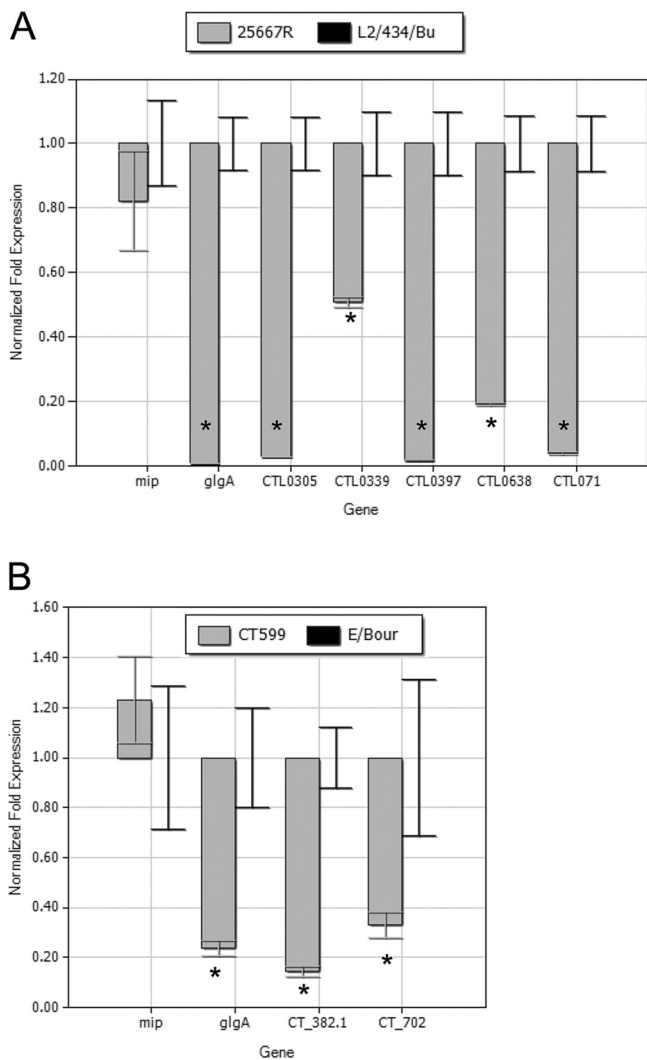 A
25667R L2/434/Bu
1.20
1.00
0.80
0.60
0.40
0.20
0.00
Normalized Fold Expression
* * * * * *
mip glgA CTL0305 CTL0339 CTL0397 CTL0638 CTL071
Gene
B
CT599 E/Bour
1.60
1.40
1.20
1.00
0.80
0.60
0.40
0.20
0.00
Normalized Fold Expression
* * *
mip glgA CT_382.1 CT_702
Gene